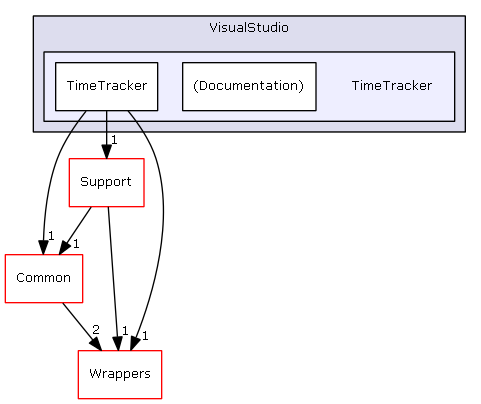 VisualStudio
TimeTracker
(Documentation)
TimeTracker
1
Support
1
1
Common
2
1
1
Wrappers